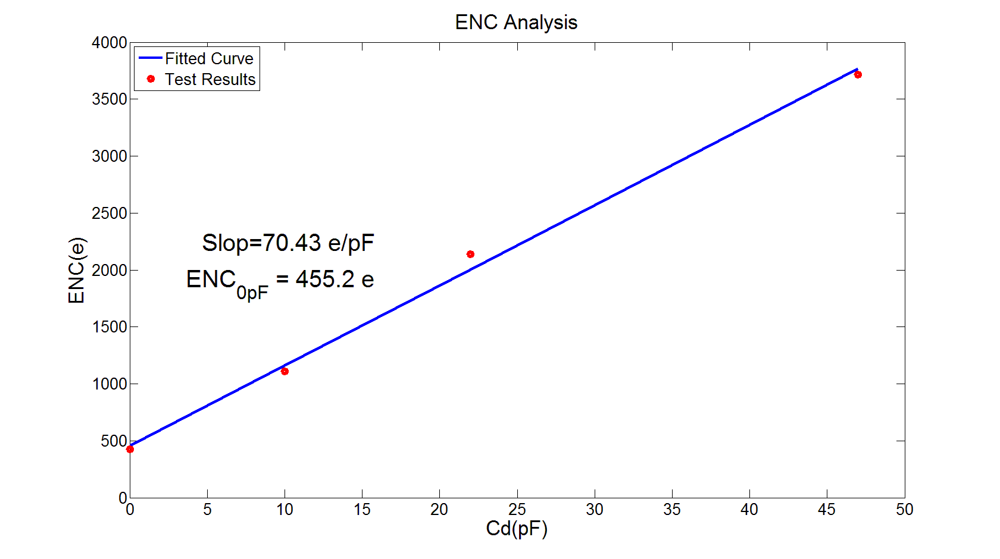 ENC Analysis
4000
3500
3000
2500
2000
1500
1000
500
0
ENC(e)
Fitted Curve
Test Results
Slop=70.43 e/pF
ENC0pF = 455.2 e
0 5 10 15 20 25 30 35 40 45 50
Cd(pF)